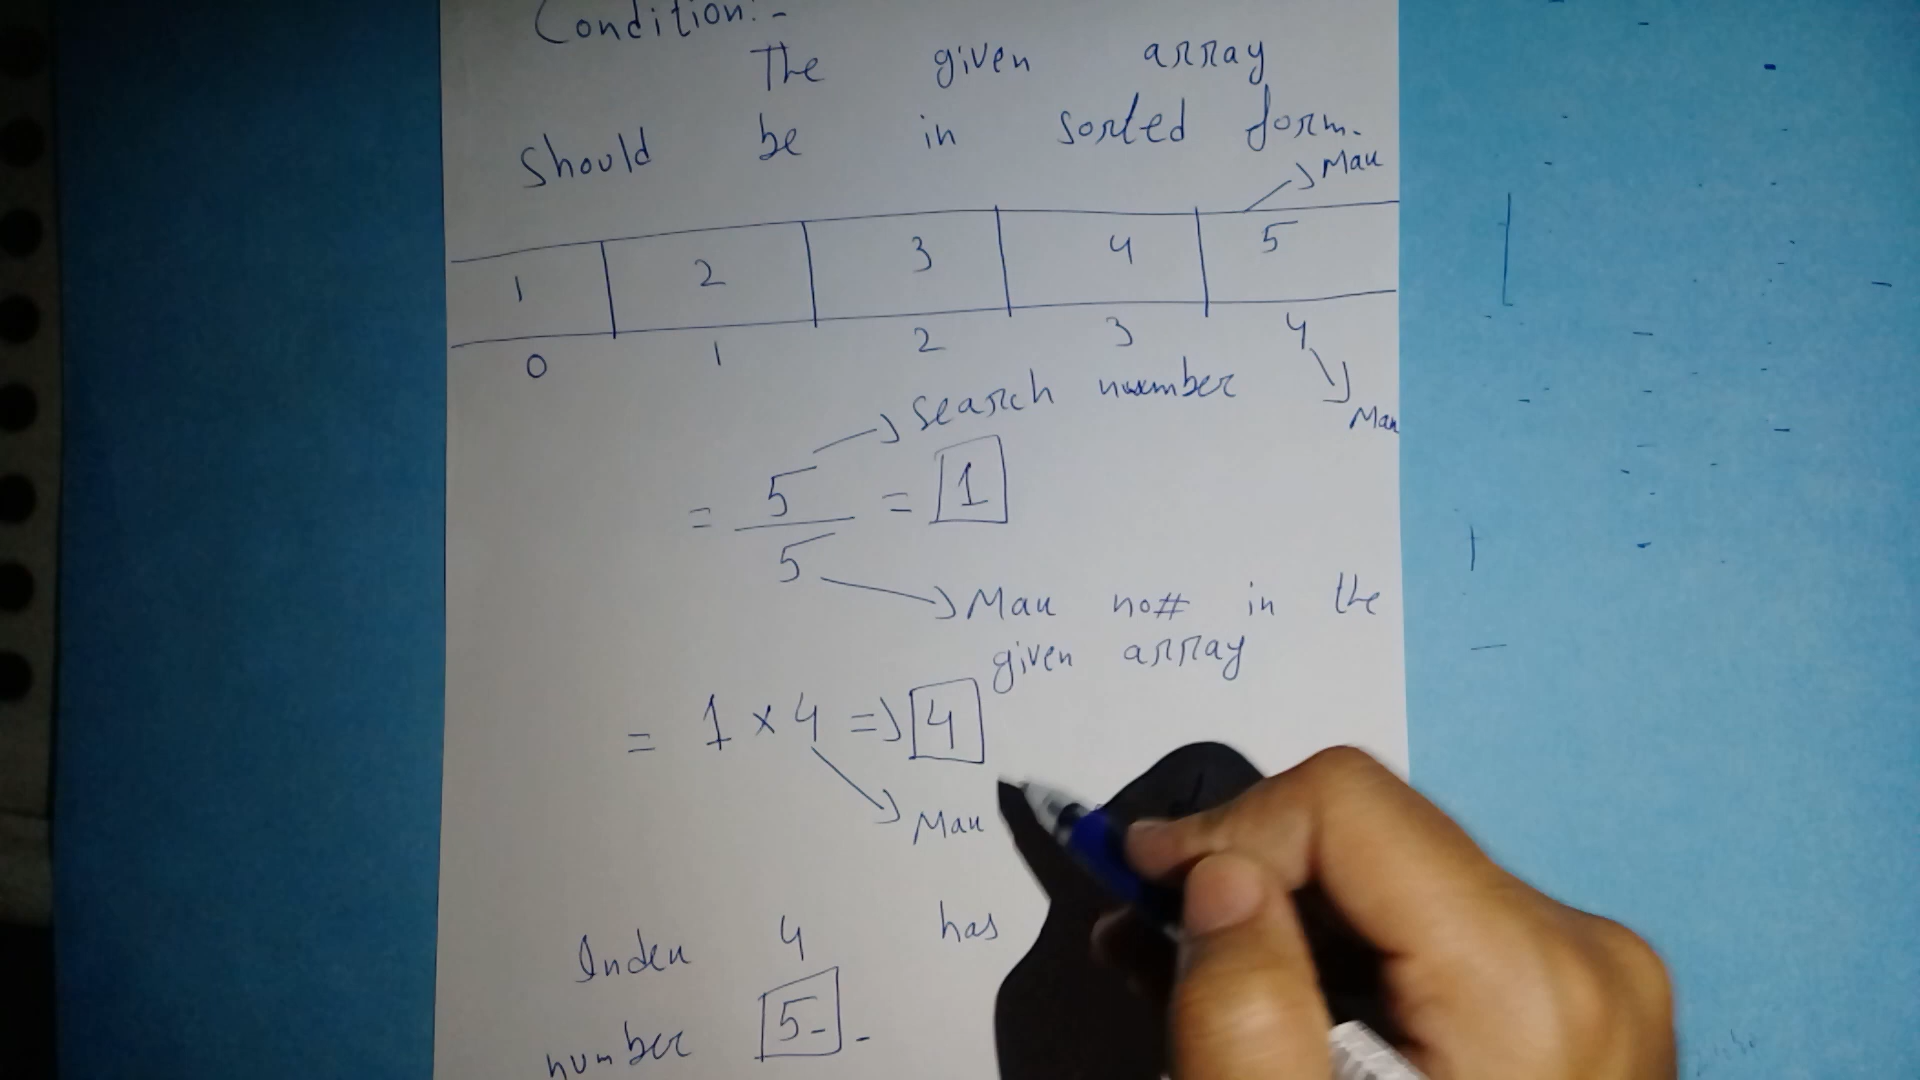 Condition:-
The given array
Should be in sorted form.
Max
1 2 3 4 5
0 1 2 3 4
Search number
Max
= 5/5 = 1
Max no# in the
given array
= 1 × 4 => 4
Max
Index 4 has
number 5-.